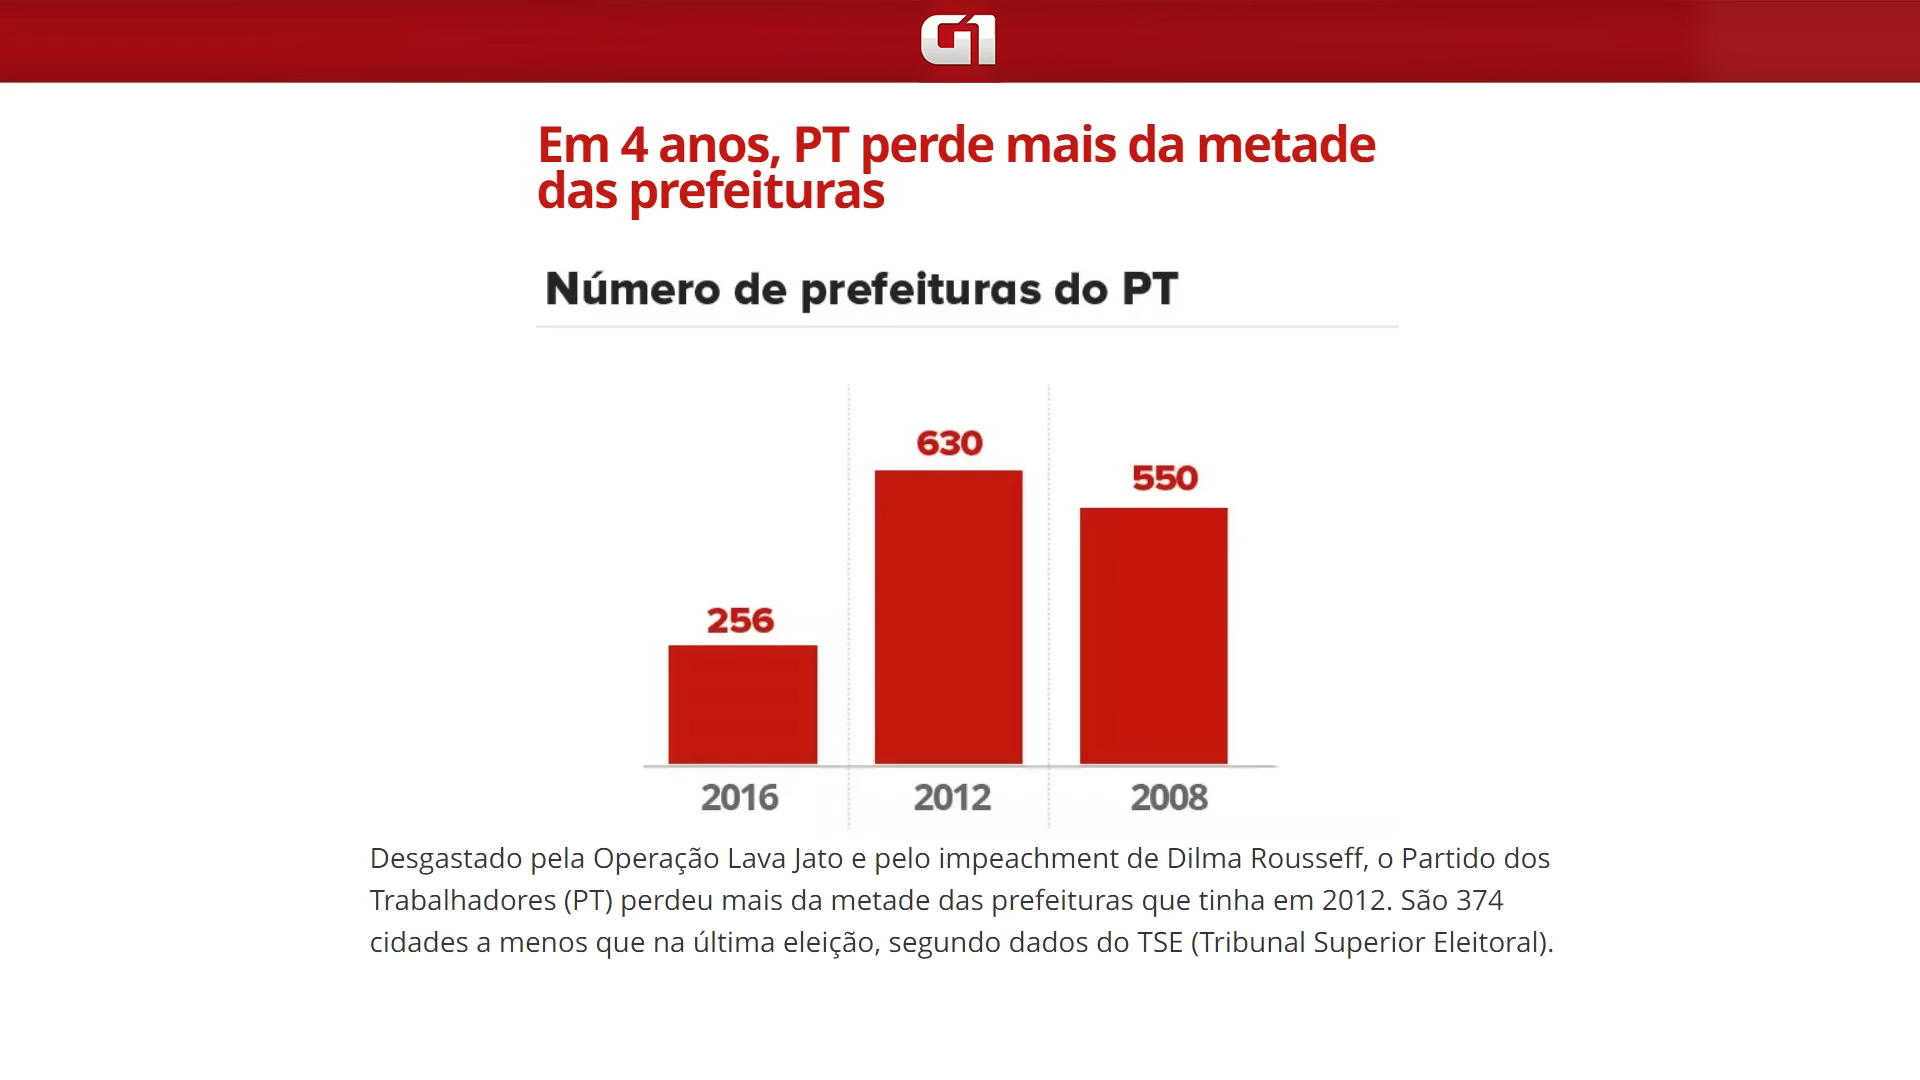 G1
Em 4 anos, PT perde mais da metade
das prefeituras
Número de prefeituras do PT
630
550
256
2016 2012 2008
Desgastado pela Operação Lava Jato e pelo impeachment de Dilma Rousseff, o Partido dos
Trabalhadores (PT) perdeu mais da metade das prefeituras que tinha em 2012. São 374
cidades a menos que na última eleição, segundo dados do TSE (Tribunal Superior Eleitoral).